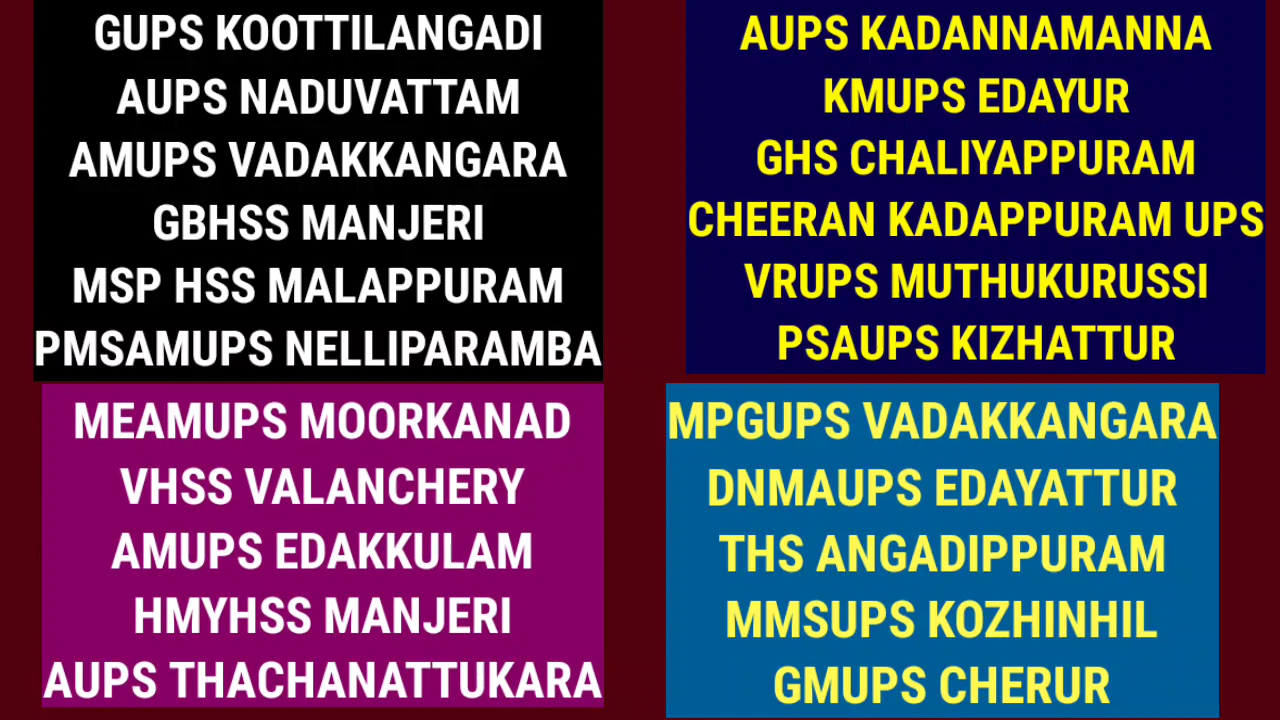 GUPS KOOTTILANGADI
AUPS NADUVATTAM
AMUPS VADAKKANGARA
GBHSS MANJERI
MSP HSS MALAPPURAM
PMSAMUPS NELLIPARAMBA
AUPS KADANNAMANNA
KMUPS EDAYUR
GHS CHALIYAPPURAM
CHEERAN KADAPPURAM UPS
VRUPS MUTHUKURUSSI
PSAUPS KIZHATTUR
MEAMUPS MOORKANAD
VHSS VALANCHERY
AMUPS EDAKKULAM
HMYHSS MANJERI
AUPS THACHANATTUKARA
MPGUPS VADAKKANGARA
DNMAUPS EDAYATTUR
THS ANGADIPPURAM
MMSUPS KOZHINHIL
GMUPS CHERUR